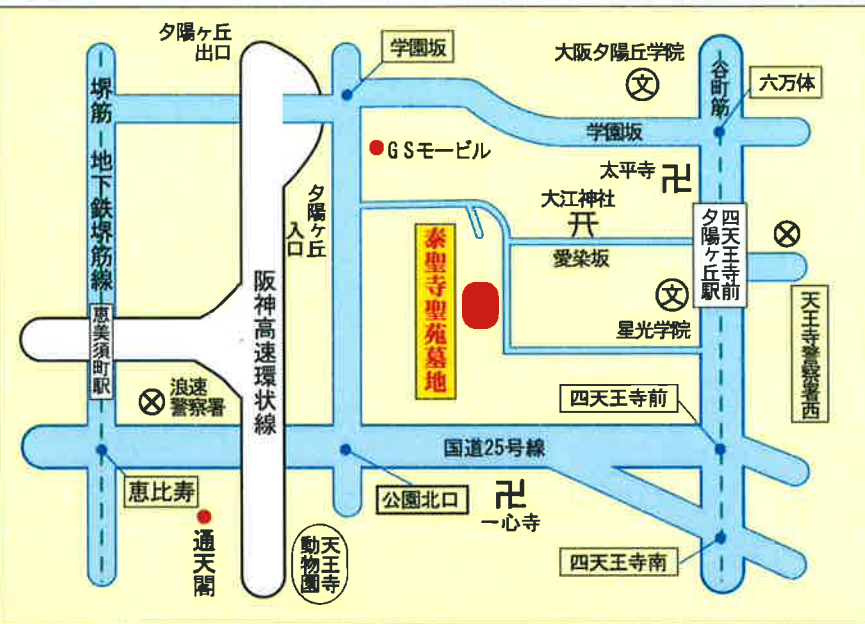 夕陽ヶ丘
出口
学園坂
大阪夕陽丘学院
文
谷町筋
六万体
堺筋
地下鉄堺筋線
学園坂
GSモービル
太平寺
卍
大江神社
夕陽ヶ丘
入口
愛染坂
四天王寺前
夕陽ヶ丘駅
泰聖寺聖苑墓地
阪神高速環状線
文
星光学院
天王寺警察署西
恵美須町駅
浪速
警察署
四天王寺前
国道25号線
恵比寿
公園北口
卍
一心寺
通天閣
天王寺
動物園
四天王寺南